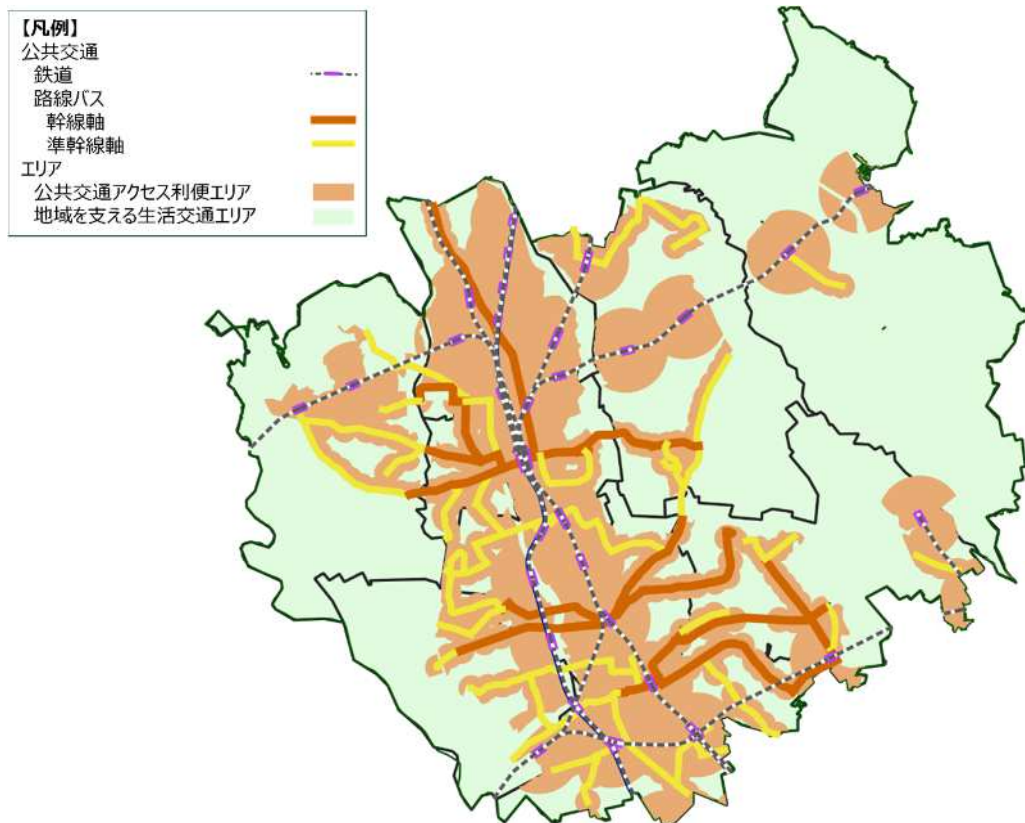 【凡例】
公共交通
鉄道
路線バス
幹線軸
準幹線軸
エリア
公共交通アクセス利便エリア
地域を支える生活交通エリア